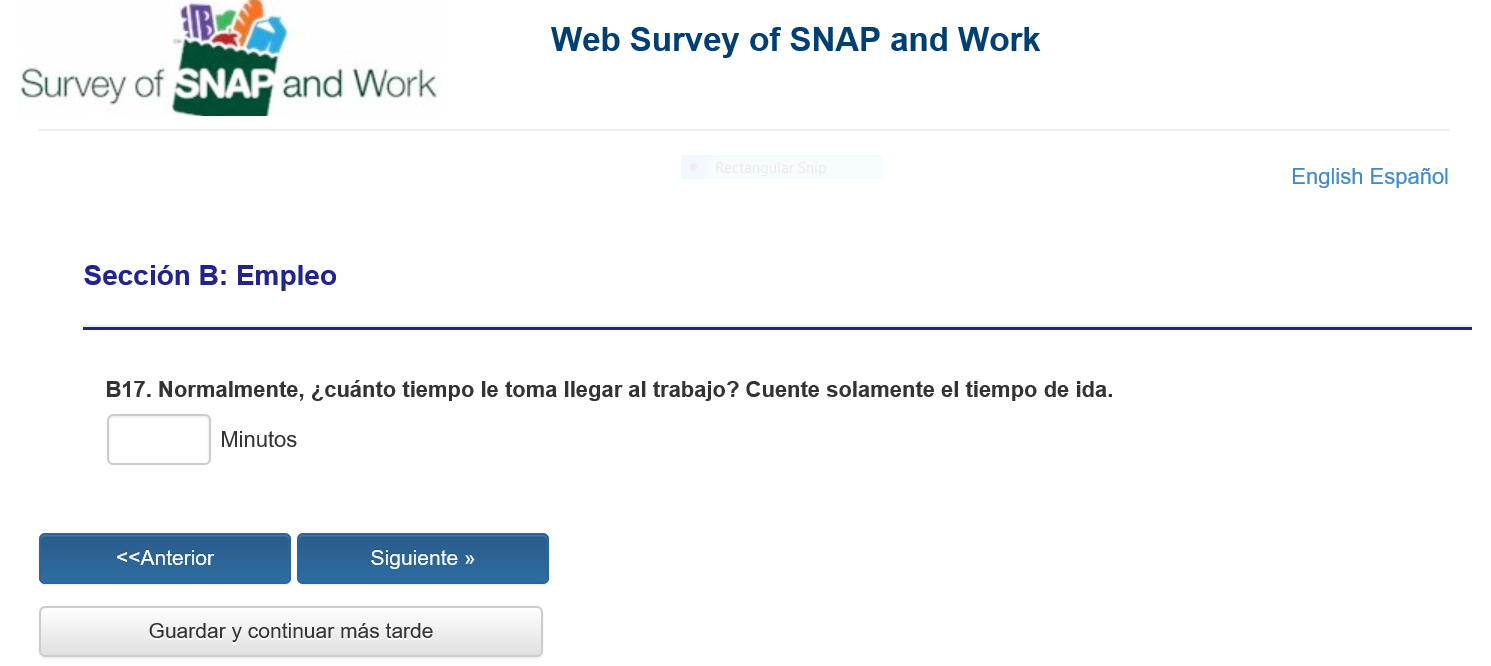 Survey of SNAP and Work
Web Survey of SNAP and Work
Rectangular Snip
English Español
Sección B: Empleo
B17. Normalmente, ¿cuánto tiempo le toma llegar al trabajo? Cuente solamente el tiempo de ida.
Minutos
<<Anterior
Siguiente »
Guardar y continuar más tarde